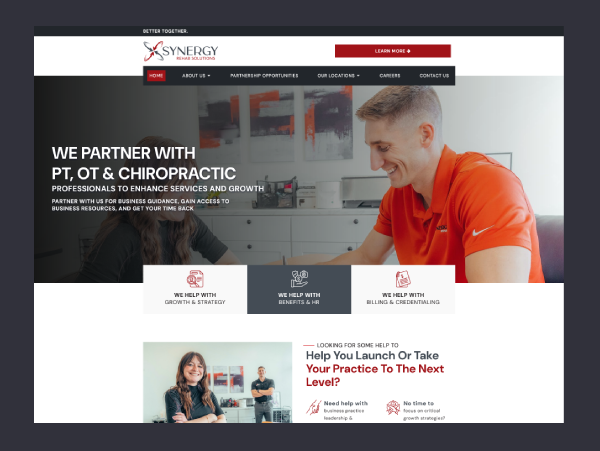 BETTER TOGETHER.
SYNERGY
REHAB SOLUTIONS
LEARN MORE
HOME
ABOUT US
PARTNERSHIP OPPORTUNITIES
OUR LOCATIONS
CAREERS
CONTACT US
WE PARTNER WITH
PT, OT & CHIROPRACTIC
PROFESSIONALS TO ENHANCE SERVICES AND GROWTH
PARTNER WITH US FOR BUSINESS GUIDANCE, GAIN ACCESS TO
BUSINESS RESOURCES, AND GET YOUR TIME BACK
WE HELP WITH
GROWTH & STRATEGY
WE HELP WITH
BENEFITS & HR
WE HELP WITH
BILLING & CREDENTIALING
LOOKING FOR SOME HELP TO
Help You Launch Or Take
Your Practice To The Next
Level?
Need help with
business practice
leadership &
No time to
focus on critical
growth strategies?